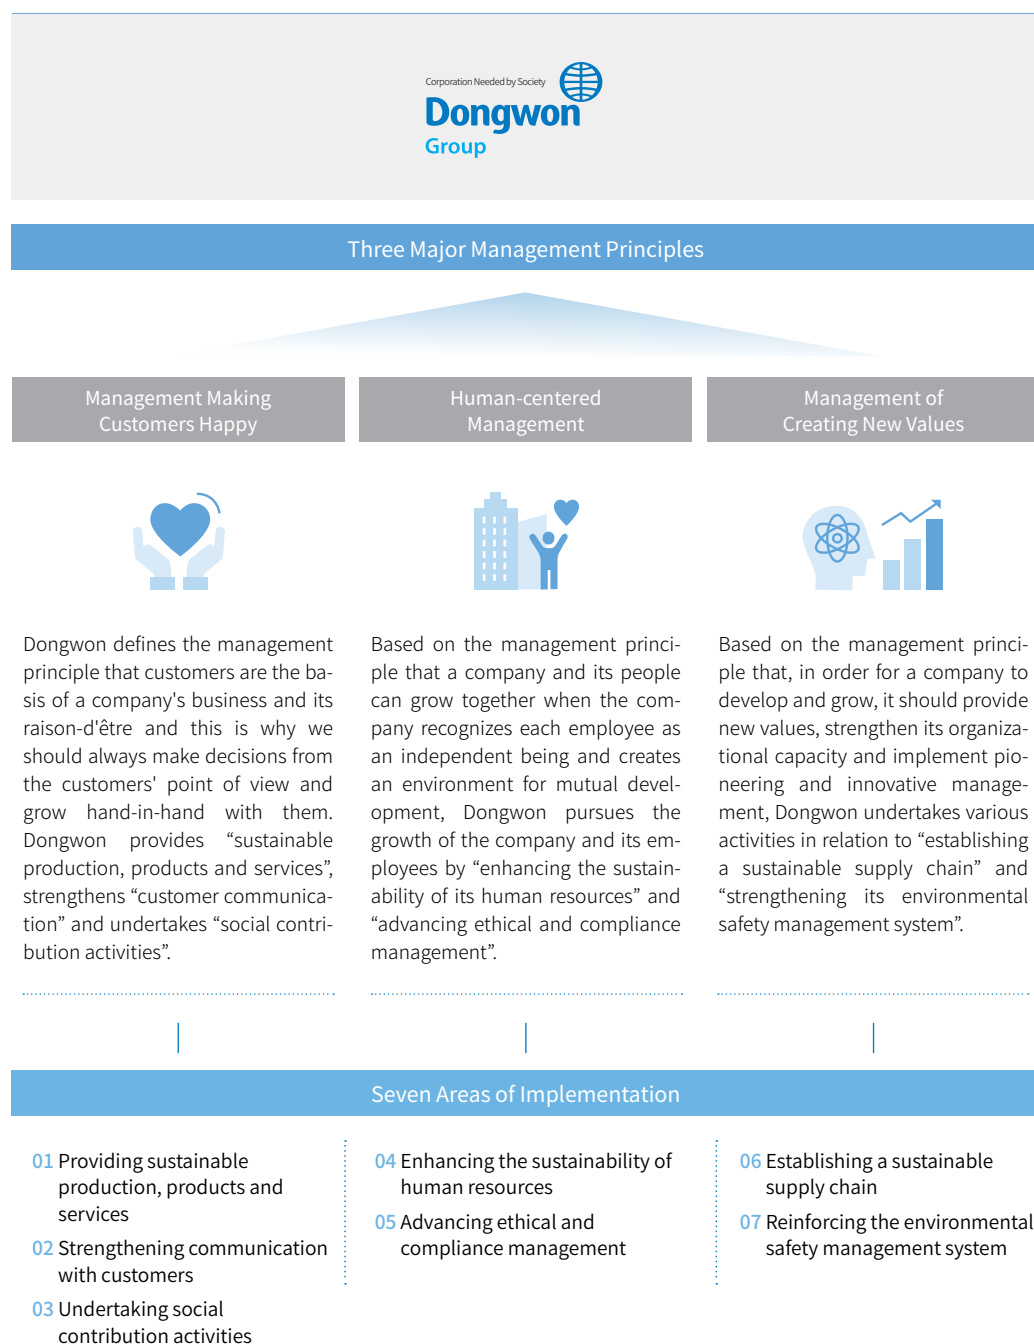 Corporation Needed by Society
Dongwon
Group
Three Major Management Principles
Management Making
Customers Happy
Human-centered
Management
Management of
Creating New Values
Dongwon defines the management
principle that customers are the ba-
sis of a company's business and its
raison-d'être and this is why we
should always make decisions from
the customers' point of view and
grow hand-in-hand with them.
Dongwon provides “sustainable
production, products and services”,
strengthens “customer communica-
tion” and undertakes “social contri-
bution activities”.
Based on the management princi-
ple that a company and its people
can grow together when the com-
pany recognizes each employee as
an independent being and creates
an environment for mutual devel-
opment, Dongwon pursues the
growth of the company and its em-
ployees by “enhancing the sustain-
ability of its human resources” and
“advancing ethical and compliance
management”.
Based on the management princi-
ple that, in order for a company to
develop and grow, it should provide
new values, strengthen its organiza-
tional capacity and implement pio-
neering and innovative manage-
ment, Dongwon undertakes various
activities in relation to “establishing
a sustainable supply chain” and
“strengthening its environmental
safety management system”.
Seven Areas of Implementation
01 Providing sustainable
production, products and
services
02 Strengthening communication
with customers
03 Undertaking social
contribution activities
04 Enhancing the sustainability of
human resources
05 Advancing ethical and
compliance management
06 Establishing a sustainable
supply chain
07 Reinforcing the environmental
safety management system